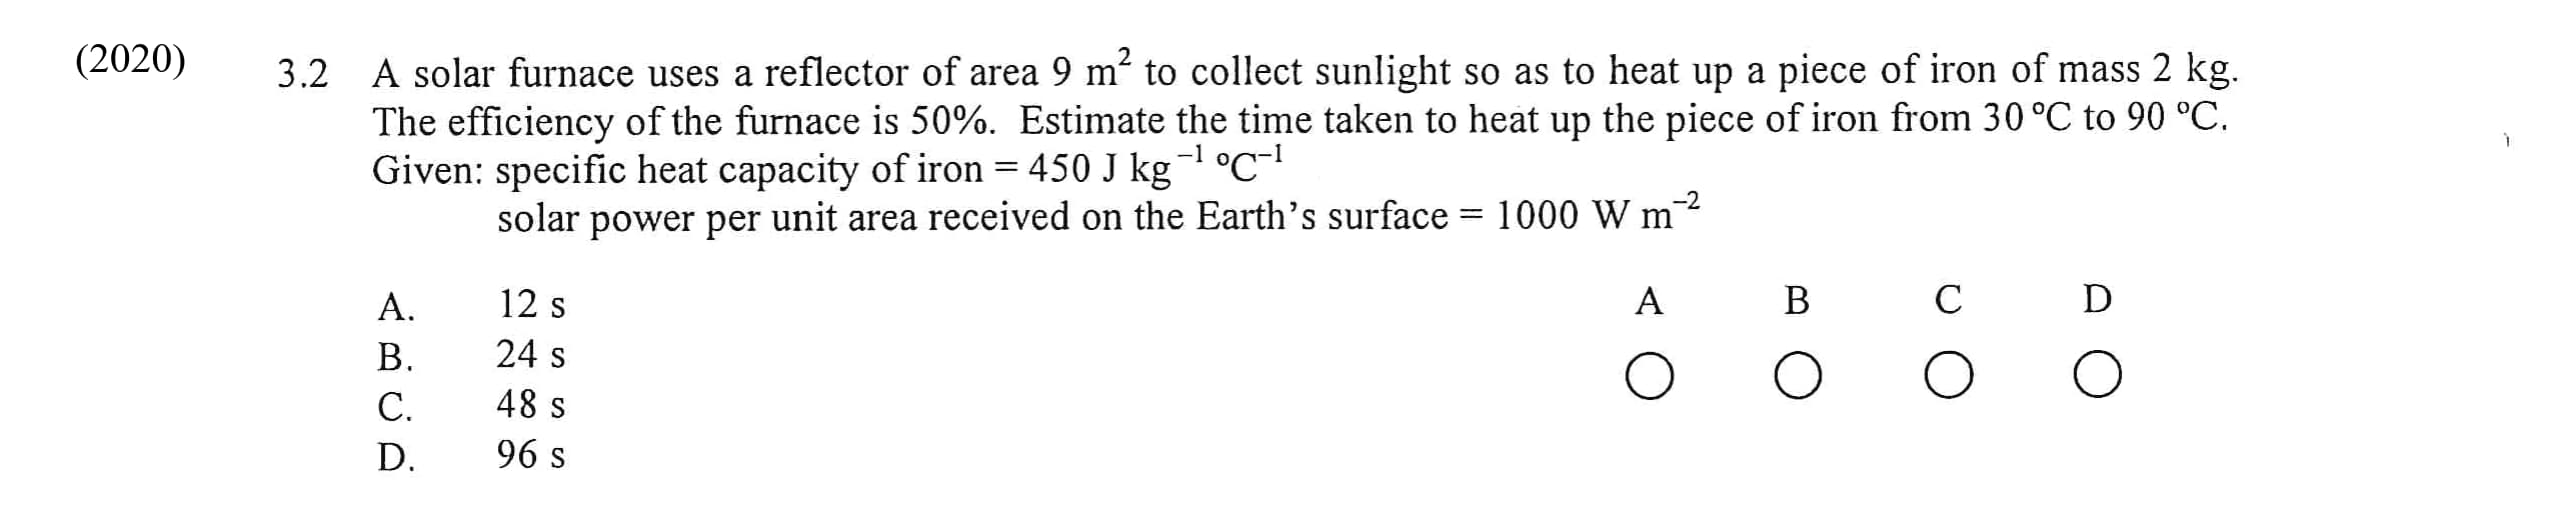 (2020) 3.2 A solar furnace uses a reflector of area 9 m² to collect sunlight so as to heat up a piece of iron of mass 2 kg.
The efficiency of the furnace is 50%. Estimate the time taken to heat up the piece of iron from 30 °C to 90 °C.
Given: specific heat capacity of iron = 450 J kg⁻¹ °C⁻¹
solar power per unit area received on the Earth's surface = 1000 W m⁻²
A. 12 s
B. 24 s
C. 48 s
D. 96 s
A B C D